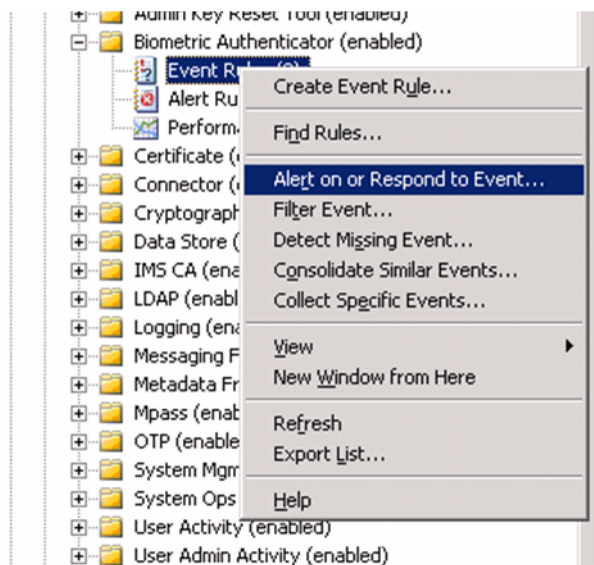 Admin Key Reset Tool (enabled)
Biometric Authenticator (enabled)
Event
Create Event Rule...
Alert Ru
Perform
Find Rules...
Certificate (
Alert on or Respond to Event...
Connector (
Filter Event...
Cryptograph
Detect Missing Event...
Data Store (
Consolidate Similar Events...
IMS CA (ena
Collect Specific Events...
LDAP (enabl
Logging (ena
View
Messaging F
New Window from Here
Metadata Fr
Mpass (enab
Refresh
OTP (enable
Export List...
System Mgm
System Ops
Help
User Activity (enabled)
User Admin Activity (enabled)